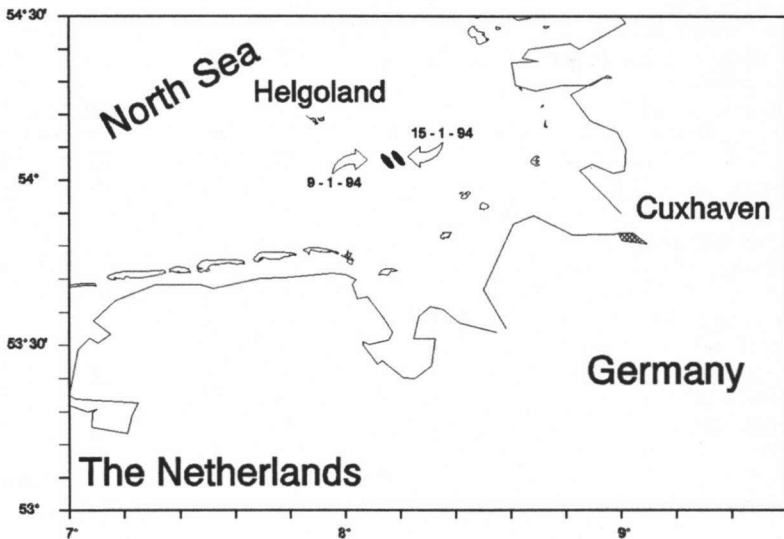 54°30'
North Sea
Helgoland
15 - 1 - 94
9 - 1 - 94
54°
Cuxhaven
53°30'
Germany
The Netherlands
53°
7°
8°
9°